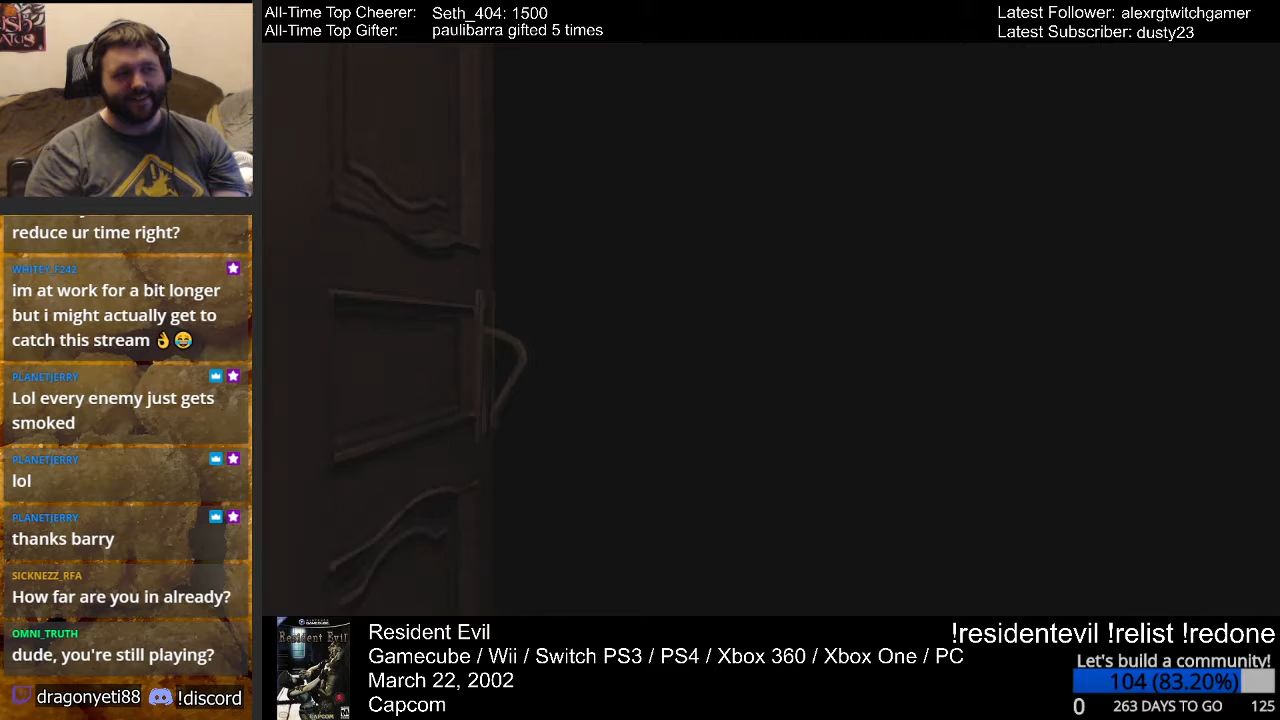 All-Time Top Cheerer: Seth_404: 1500
All-Time Top Gifter: paulibarra gifted 5 times
Latest Follower: alexrgtwitchgamer
Latest Subscriber: dusty23
reduce ur time right?
WHITEY_F242
im at work for a bit longer
but i might actually get to
catch this stream 👌😂
PLANETJERRY
Lol every enemy just gets
smoked
PLANETJERRY
lol
PLANETJERRY
thanks barry
SICKNEZZ_RFA
How far are you in already?
OMNI_TRUTH
dude, you're still playing?
dragonyeti88 !discord
Resident Evil
CAPCOM
Resident Evil
Gamecube / Wii / Switch PS3 / PS4 / Xbox 360 / Xbox One / PC
March 22, 2002
Capcom
!residentevil !relist !redone
Let's build a community!
104 (83.20%)
0 263 DAYS TO GO 125